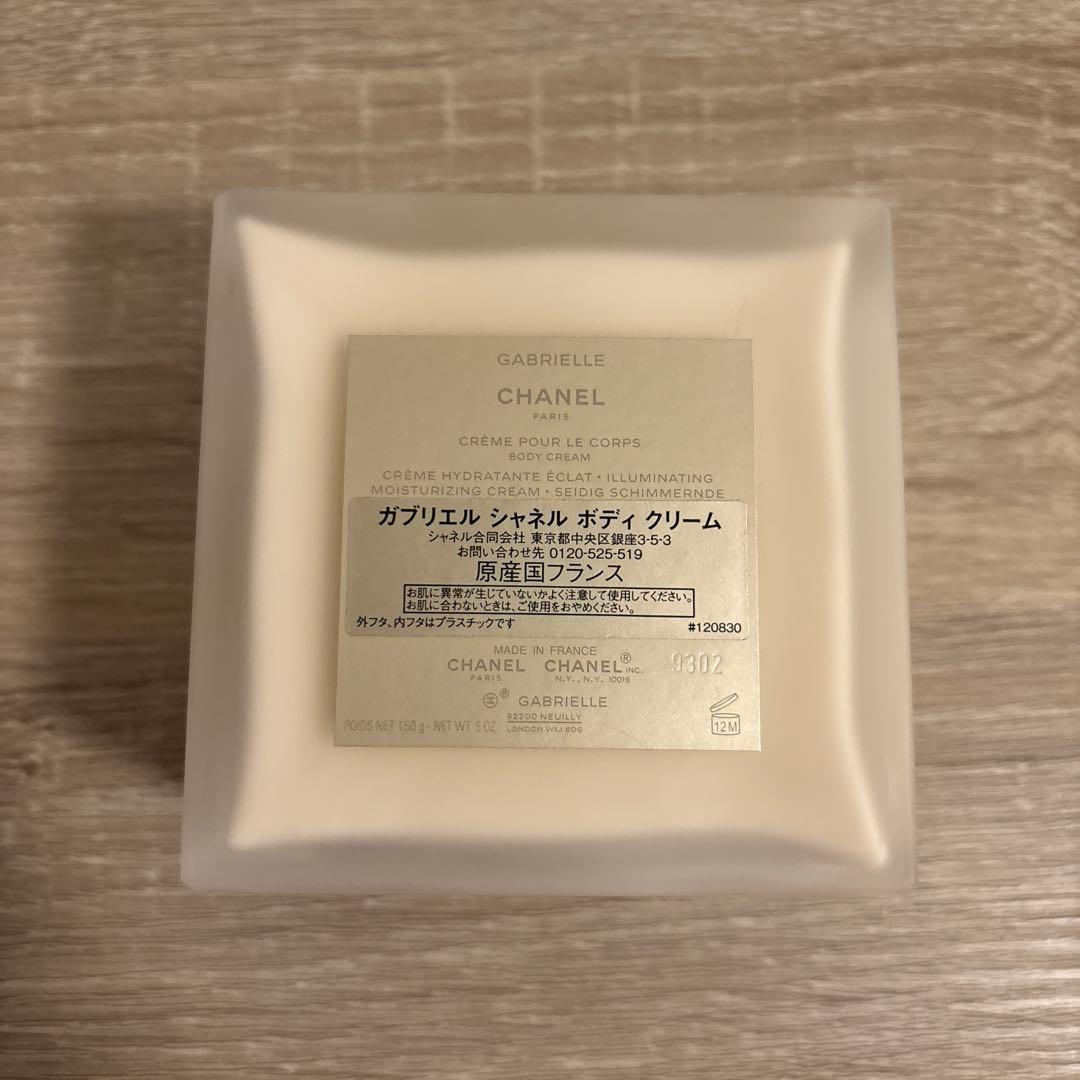 GABRIELLE
CHANEL
PARIS
CRÈME POUR LE CORPS
BODY CREAM
CRÈME HYDRATANTE ÉCLAT • ILLUMINATING
MOISTURIZING CREAM • SEIDIG SCHIMMERNDE
ガブリエル シャネル ボディ クリーム
シャネル合同会社 東京都中央区銀座3-5-3
お問い合わせ先 0120-525-519
原産国フランス
お肌に異常が生じていないかよく注意して使用してください。
お肌に合わないときは、ご使用をおやめください。
外フタ、内フタはプラスチックです #120830
MADE IN FRANCE
CHANEL CHANEL® INC. 9302
PARIS N.Y., N.Y. 10019
® GABRIELLE
92200 NEUILLY
POIDS NET 150 g - NET WT. 5 OZ. LONDON W1J 6DG
12M